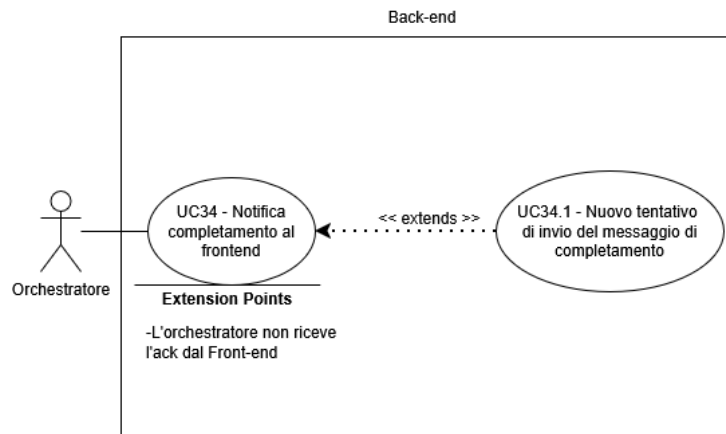 Back-end
UC34 - Notifica
completamento al
frontend
<< extends >>
UC34.1 - Nuovo tentativo
di invio del messaggio di
completamento
Orchestratore
Extension Points
-L'orchestratore non riceve
l'ack dal Front-end